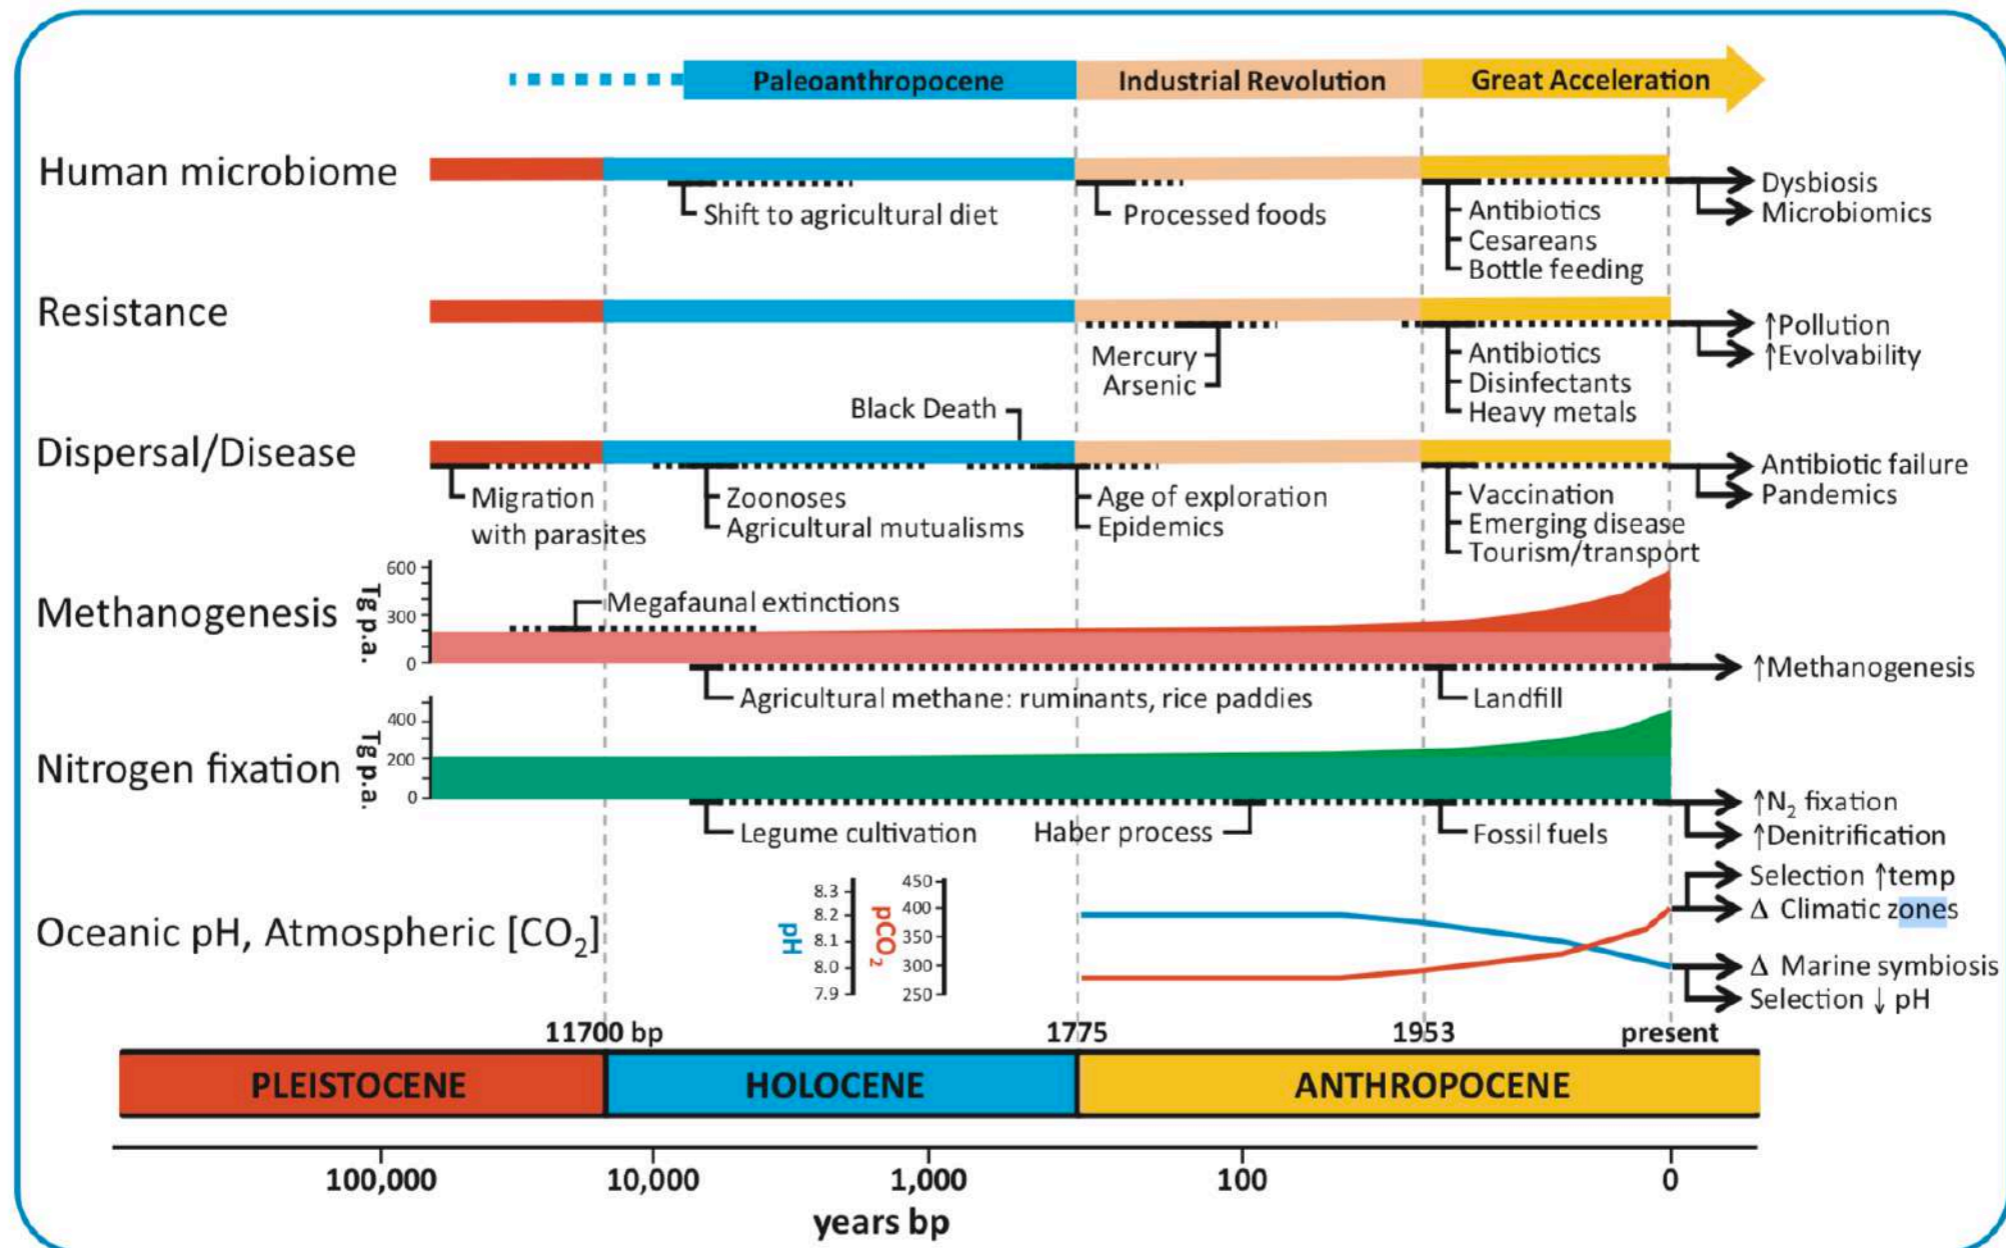 Paleoanthropocene Industrial Revolution Great Acceleration
Human microbiome
Shift to agricultural diet
Processed foods
Antibiotics
Cesareans
Bottle feeding
Dysbiosis
Microbiomics
Resistance
Mercury
Arsenic
Antibiotics
Disinfectants
Heavy metals
↑Pollution
↑Evolvability
Dispersal/Disease
Black Death
Migration
with parasites
Zoonoses
Agricultural mutualisms
Age of exploration
Epidemics
Vaccination
Emerging disease
Tourism/transport
Antibiotic failure
Pandemics
Methanogenesis
Tg p.a.
600
300
0
Megafaunal extinctions
Agricultural methane: ruminants, rice paddies
Landfill
↑Methanogenesis
Nitrogen fixation
Tg p.a.
400
200
0
Legume cultivation
Haber process
Fossil fuels
↑N₂ fixation
↑Denitrification
Oceanic pH, Atmospheric [CO₂]
pH
8.3
8.2
8.1
8.0
7.9
pCO₂
450
400
350
300
250
Selection ↑temp
Δ Climatic zones
Δ Marine symbiosis
Selection ↓ pH
11700 bp 1775 1953 present
PLEISTOCENE HOLOCENE ANTHROPOCENE
100,000 10,000 1,000 100 0
years bp